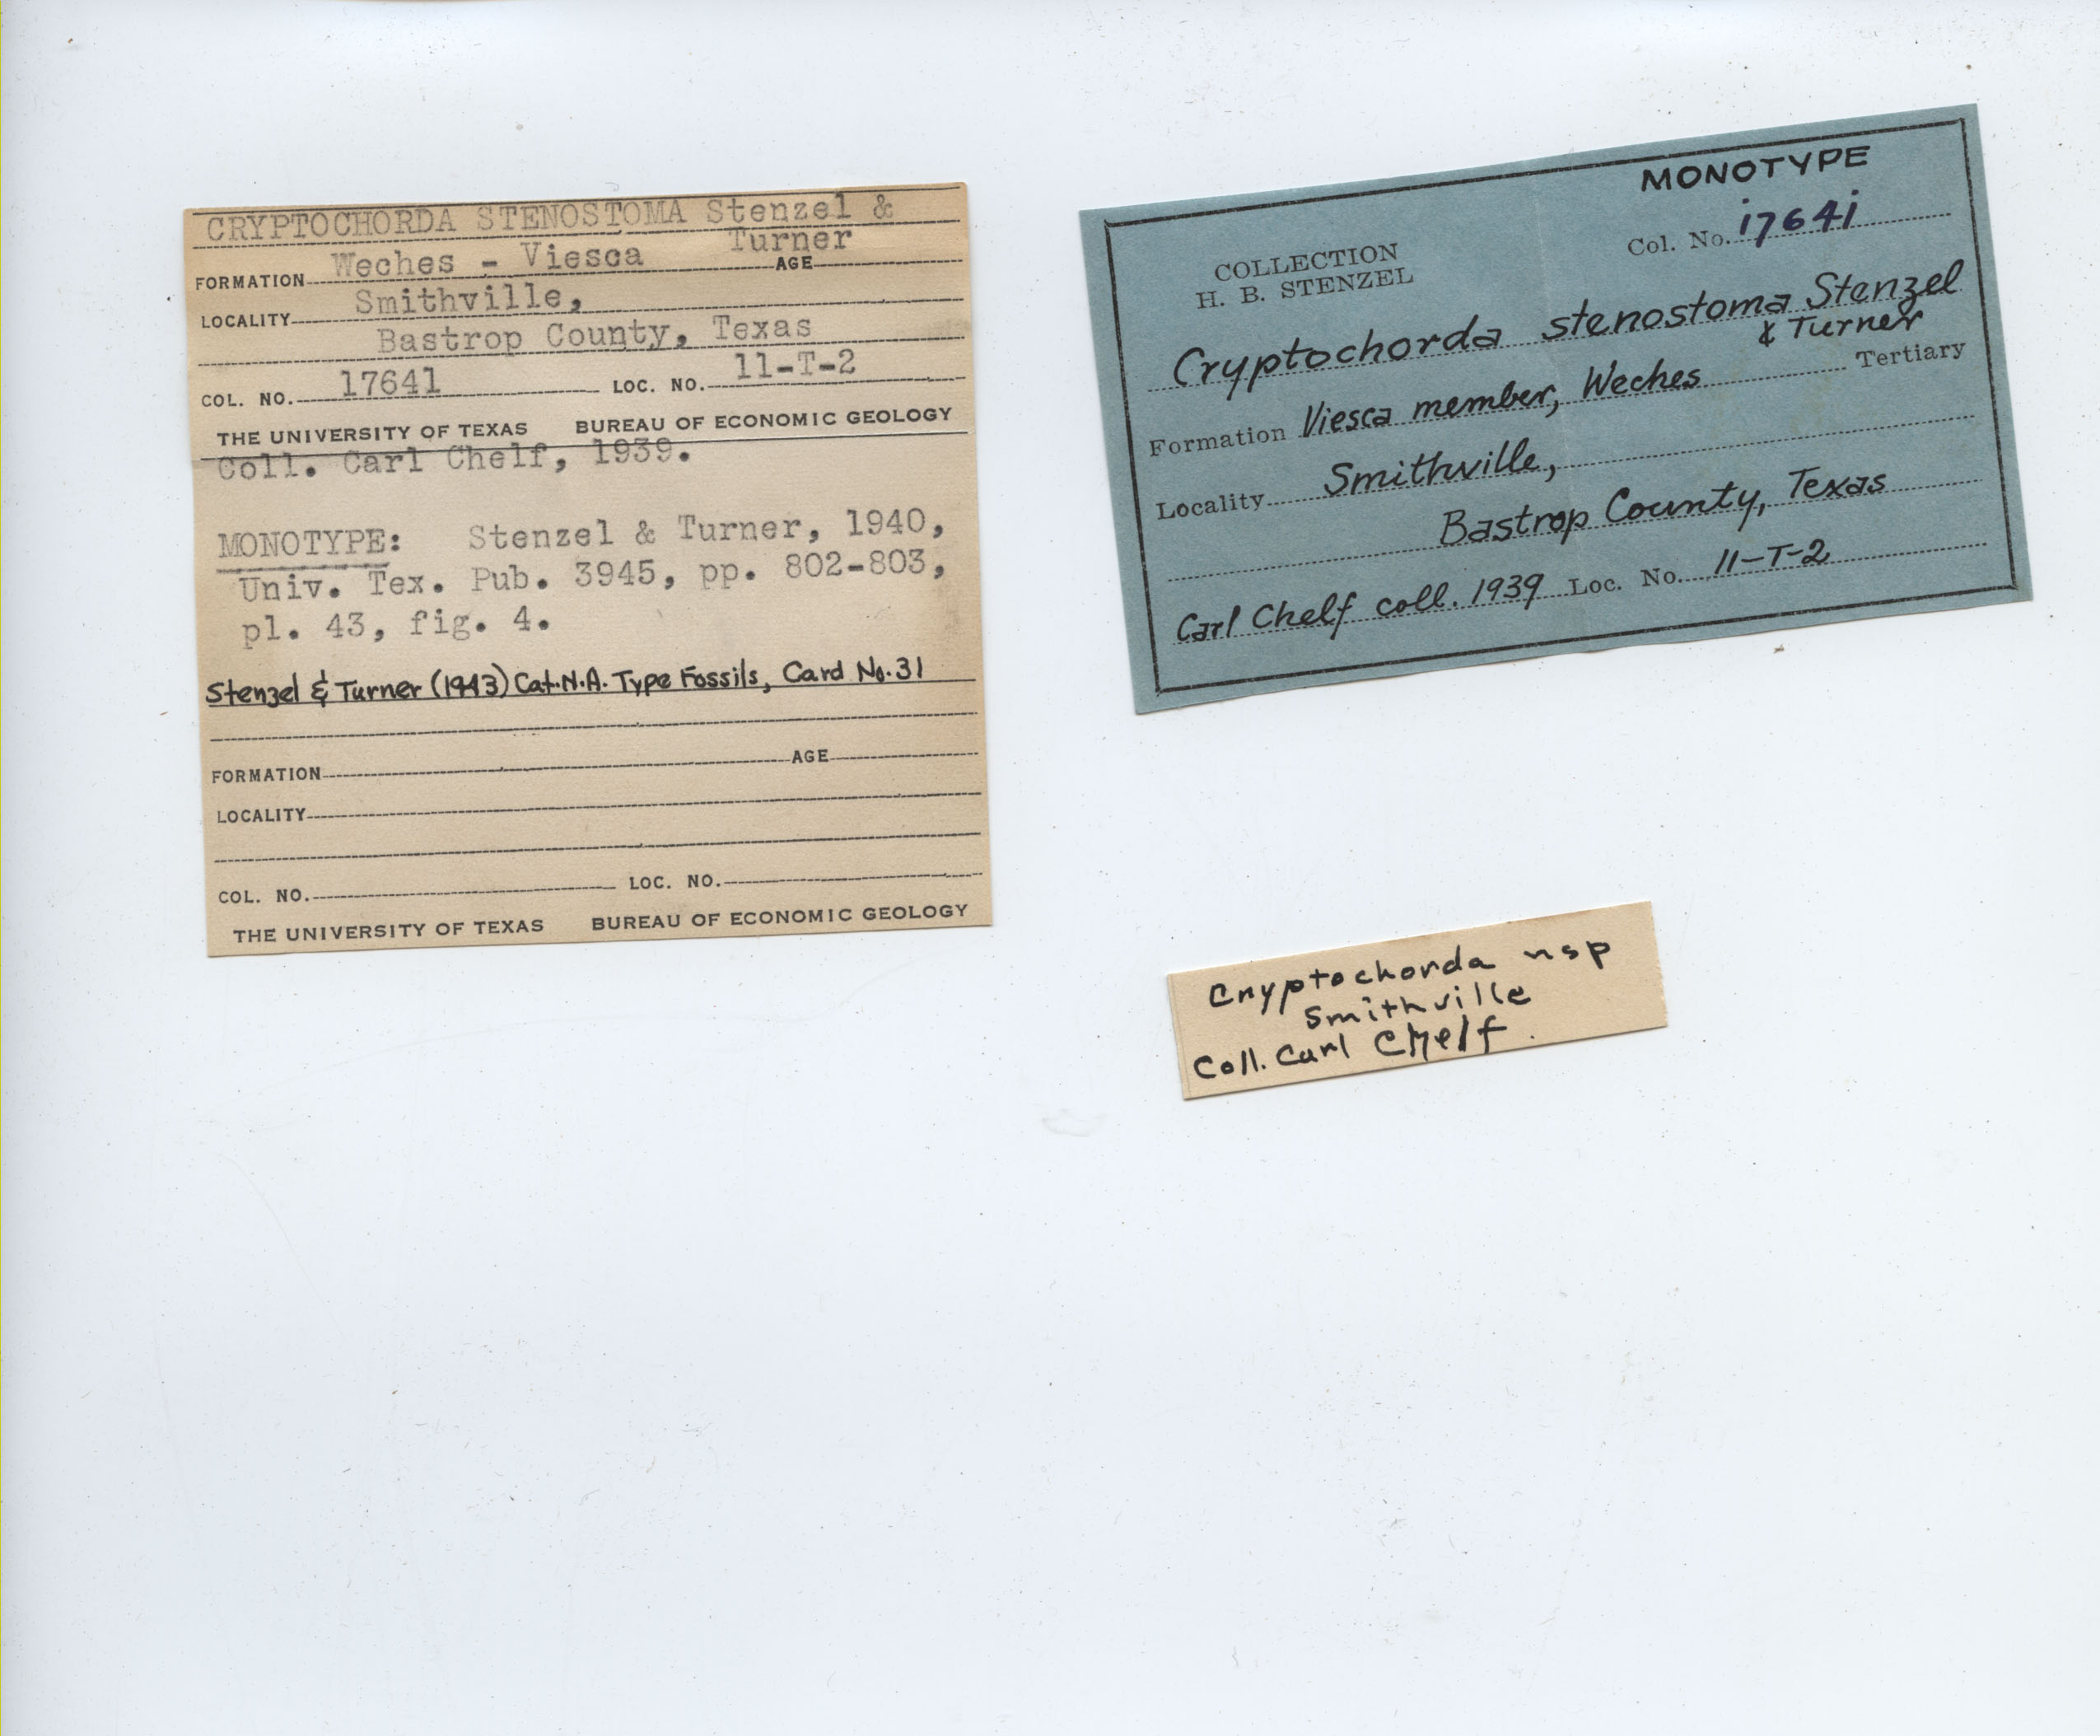 CRYPTOCHORDA STENOSTOMA Stenzel &
Turner
FORMATION Weches - Viesca AGE
LOCALITY Smithville,
Bastrop County, Texas
COL. NO. 17641 LOC. NO. 11-T-2
THE UNIVERSITY OF TEXAS BUREAU OF ECONOMIC GEOLOGY
Coll. Carl Chelf, 1939.
MONOTYPE: Stenzel & Turner, 1940,
Univ. Tex. Pub. 3945, pp. 802-803,
pl. 43, fig. 4.
Stenzel & Turner (1943) Cat. N.A. Type Fossils, Card No. 31
FORMATION AGE
LOCALITY
COL. NO. LOC. NO.
THE UNIVERSITY OF TEXAS BUREAU OF ECONOMIC GEOLOGY
MONOTYPE
COLLECTION
H. B. STENZEL
Col. No. 17641
Cryptochorda stenostoma Stenzel
& Turner
Tertiary
Formation Viesca member, Weches
Locality Smithville,
Bastrop County, Texas
Carl Chelf coll. 1939 Loc. No. 11-T-2
Cryptochorda nsp
Smithville
Coll. Carl Chelf.